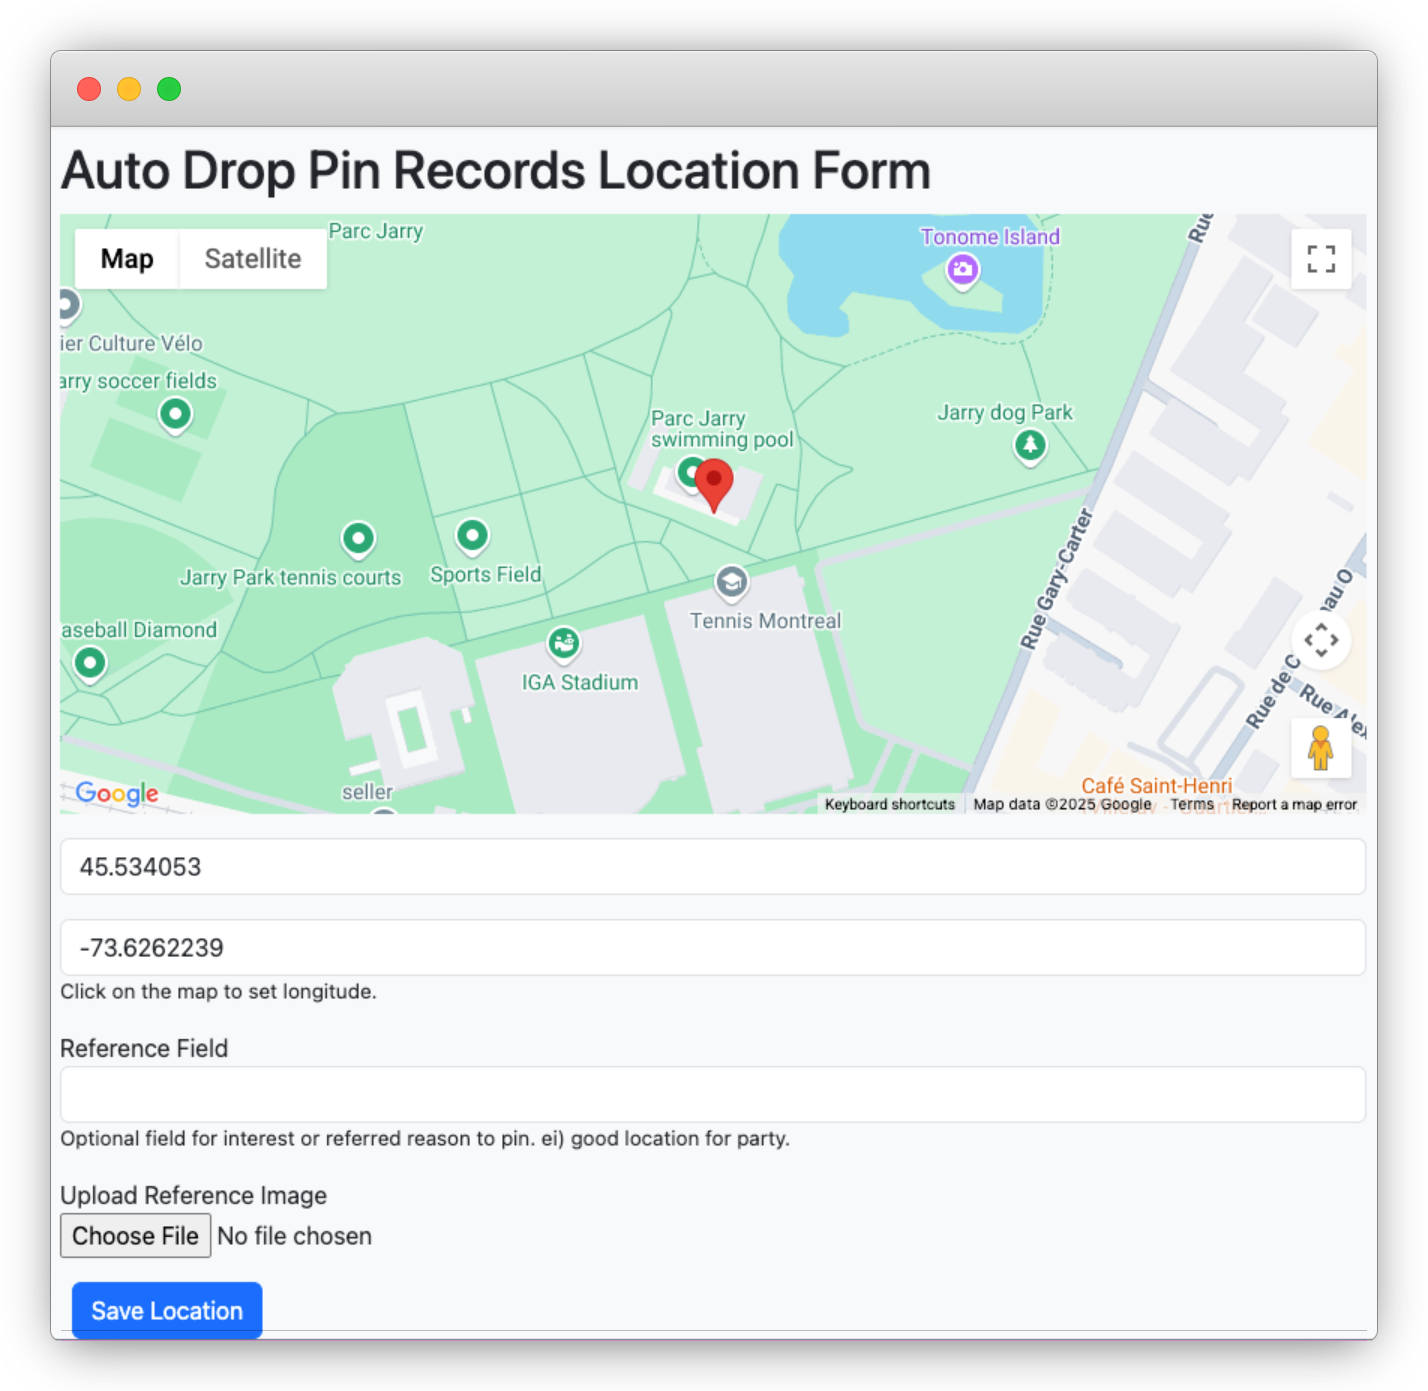 Auto Drop Pin Records Location Form
Map
Satellite
Parc Jarry
Tonome Island
Rue
ier Culture Vélo
arry soccer fields
Parc Jarry
swimming pool
Jarry dog Park
Rue Gary-Carter
Jarry Park tennis courts
Sports Field
Tennis Montreal
aseball Diamond
IGA Stadium
Rue de C
eau O
Rue Alex
seller
Google
Café Saint-Henri
Keyboard shortcuts
Map data ©2025 Google
Terms
Report a map error
45.534053
-73.6262239
Click on the map to set longitude.
Reference Field
Optional field for interest or referred reason to pin. ei) good location for party.
Upload Reference Image
Choose File No file chosen
Save Location